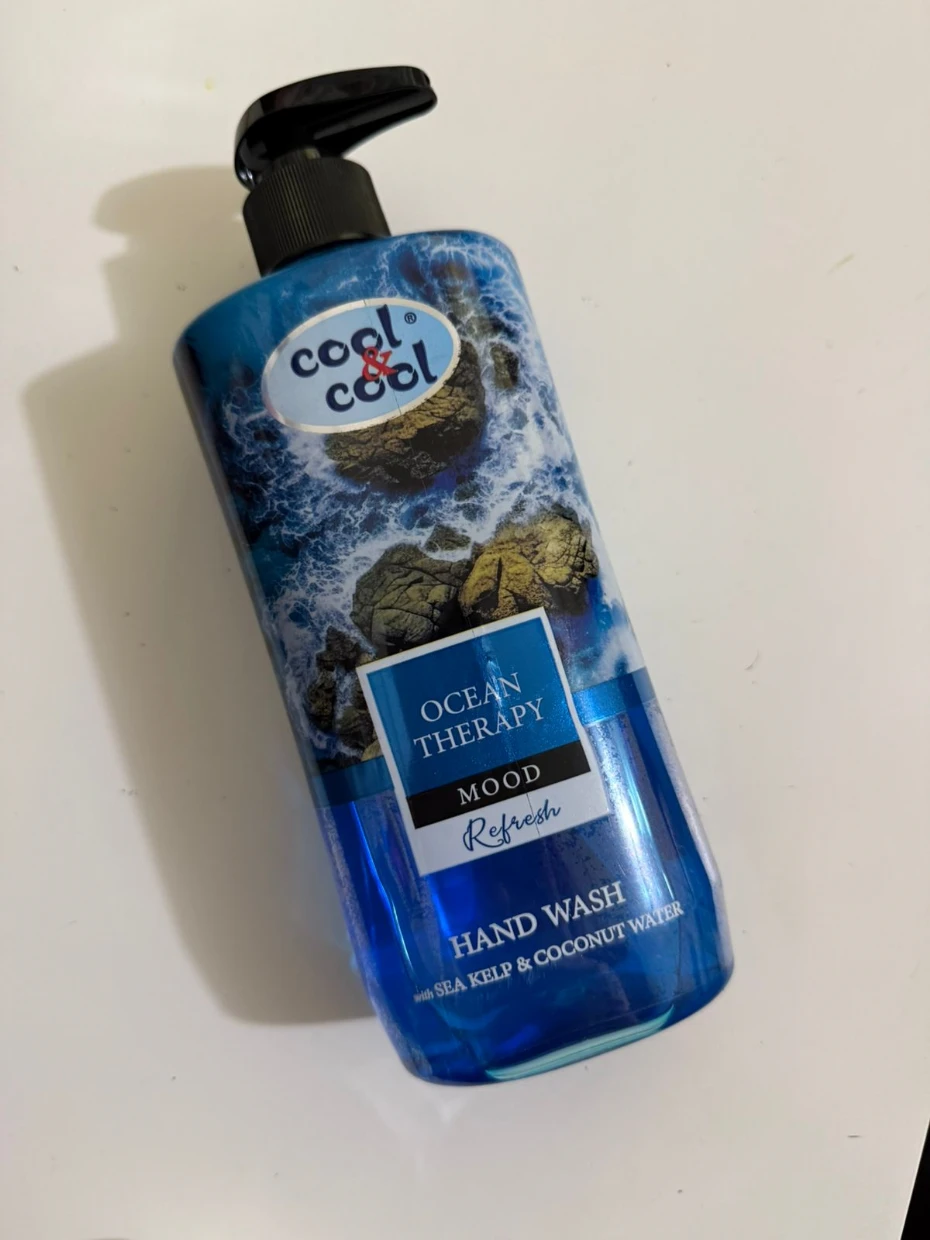 cool ®
&
cool
OCEAN
THERAPY
MOOD
Refresh
HAND WASH
with SEA KELP & COCONUT WATER